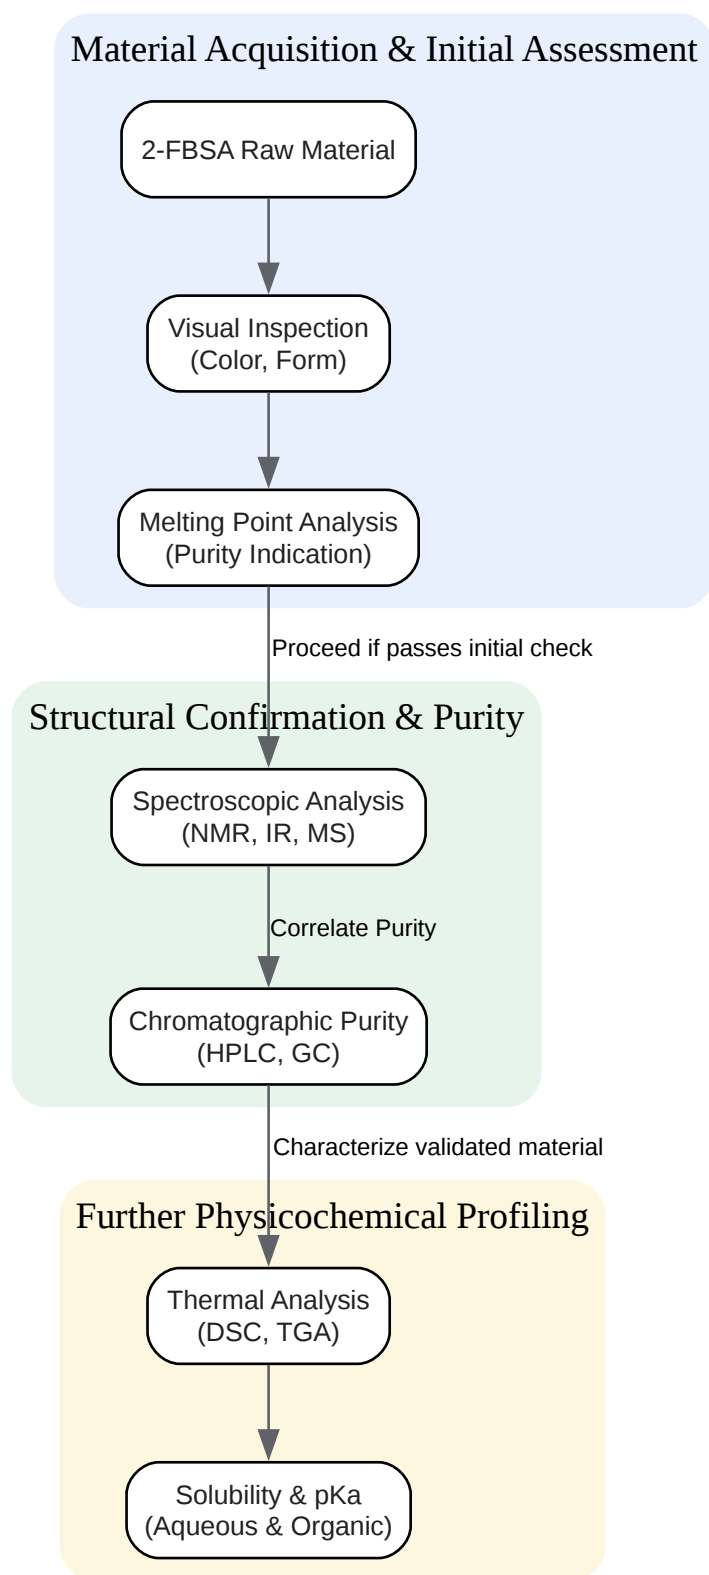 Material Acquisition & Initial Assessment
2-FBSA Raw Material
Visual Inspection
(Color, Form)
Melting Point Analysis
(Purity Indication)
Proceed if passes initial check
Structural Confirmation & Purity
Spectroscopic Analysis
(NMR, IR, MS)
Correlate Purity
Chromatographic Purity
(HPLC, GC)
Characterize validated material
Further Physicochemical Profiling
Thermal Analysis
(DSC, TGA)
Solubility & pKa
(Aqueous & Organic)